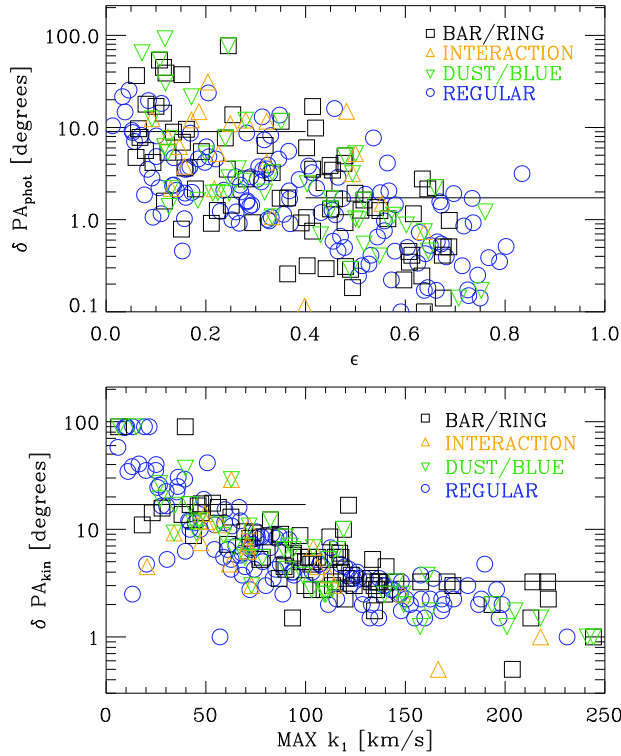 100.0
10.0
1.0
0.1
δ PA_phot [degrees]
□ BAR/RING
△ INTERACTION
▽ DUST/BLUE
○ REGULAR
0.0 0.2 0.4 0.6 0.8 1.0
ϵ
100
10
1
δ PA_kin [degrees]
□ BAR/RING
△ INTERACTION
▽ DUST/BLUE
○ REGULAR
0 50 100 150 200 250
MAX k_1 [km/s]